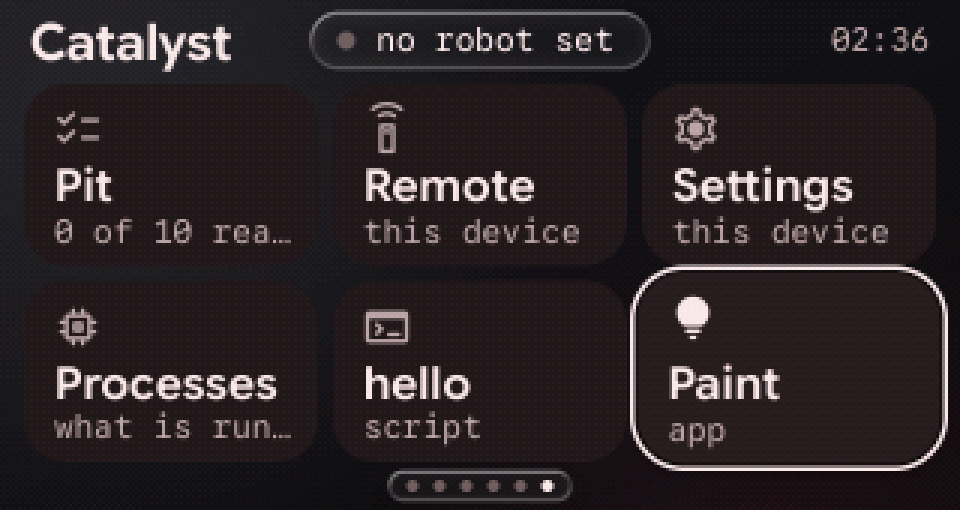 Catalyst
no robot set
02:36
Pit
0 of 10 rea…
Remote
this device
Settings
this device
Processes
what is run…
hello
script
Paint
app